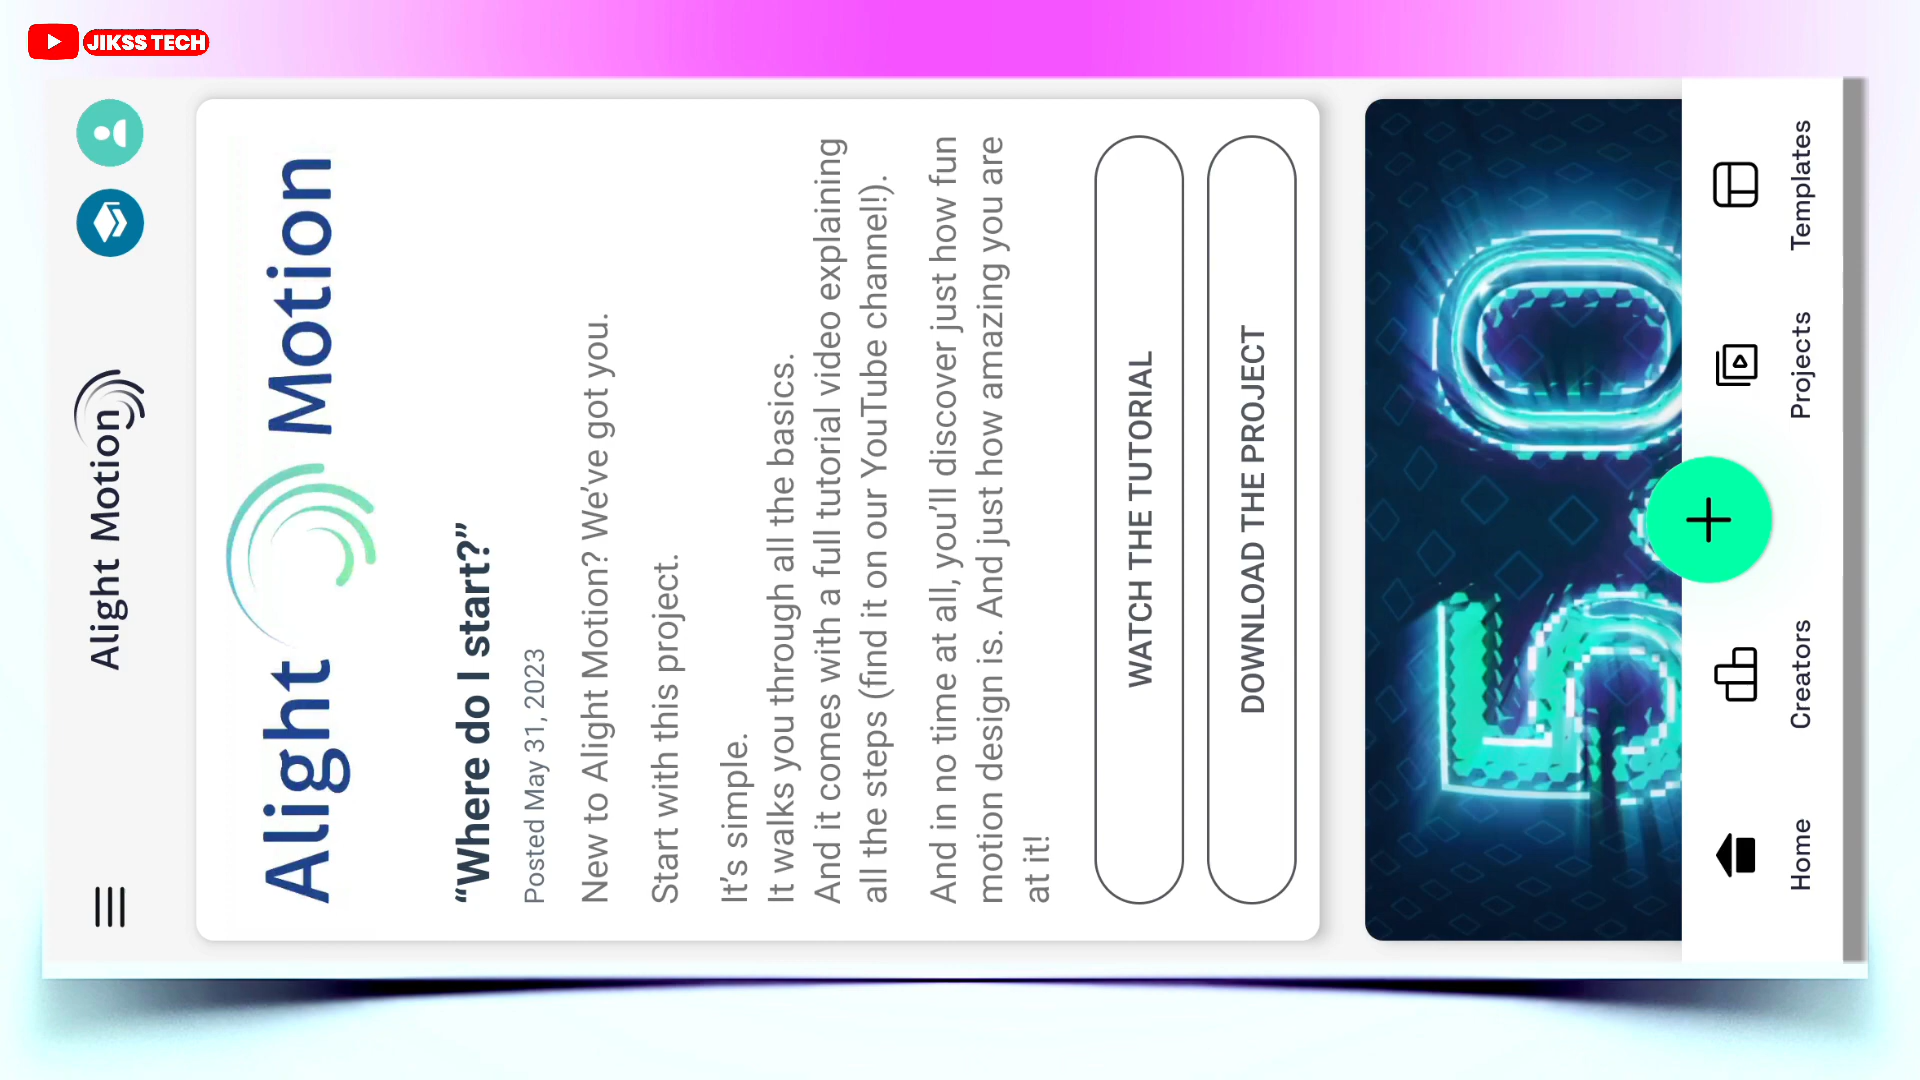 JIKSS TECH
Alight Motion
Alight Motion
“Where do I start?”
Posted May 31, 2023
New to Alight Motion? We’ve got you.
Start with this project.
It’s simple.
It walks you through all the basics.
And it comes with a full tutorial video explaining
all the steps (find it on our YouTube channel!).
And in no time at all, you’ll discover just how fun
motion design is. And just how amazing you are
at it!
WATCH THE TUTORIAL
DOWNLOAD THE PROJECT
5.0
Home
Creators
Projects
Templates